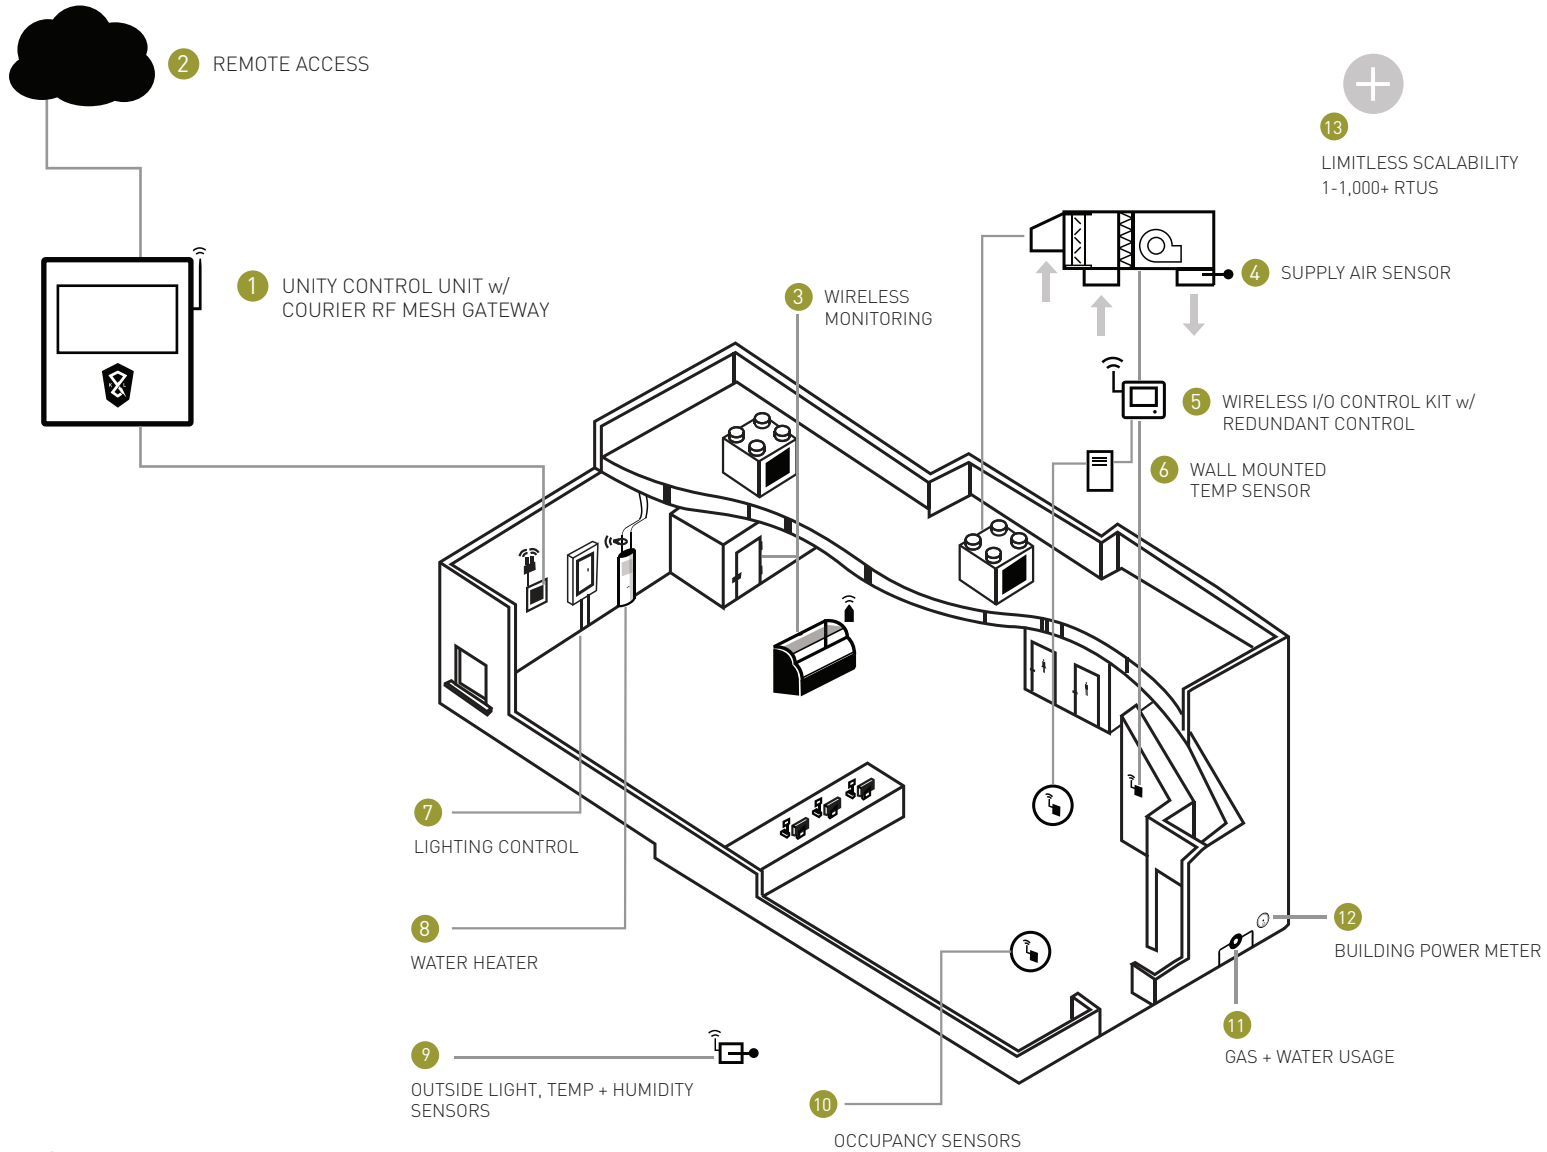 2 REMOTE ACCESS
13
LIMITLESS SCALABILITY
1-1,000+ RTUS
1 UNITY CONTROL UNIT w/
COURIER RF MESH GATEWAY
3 WIRELESS
MONITORING
4 SUPPLY AIR SENSOR
5 WIRELESS I/O CONTROL KIT w/
REDUNDANT CONTROL
6 WALL MOUNTED
TEMP SENSOR
7
LIGHTING CONTROL
8
WATER HEATER
9
OUTSIDE LIGHT, TEMP + HUMIDITY
SENSORS
10
OCCUPANCY SENSORS
11
GAS + WATER USAGE
12
BUILDING POWER METER